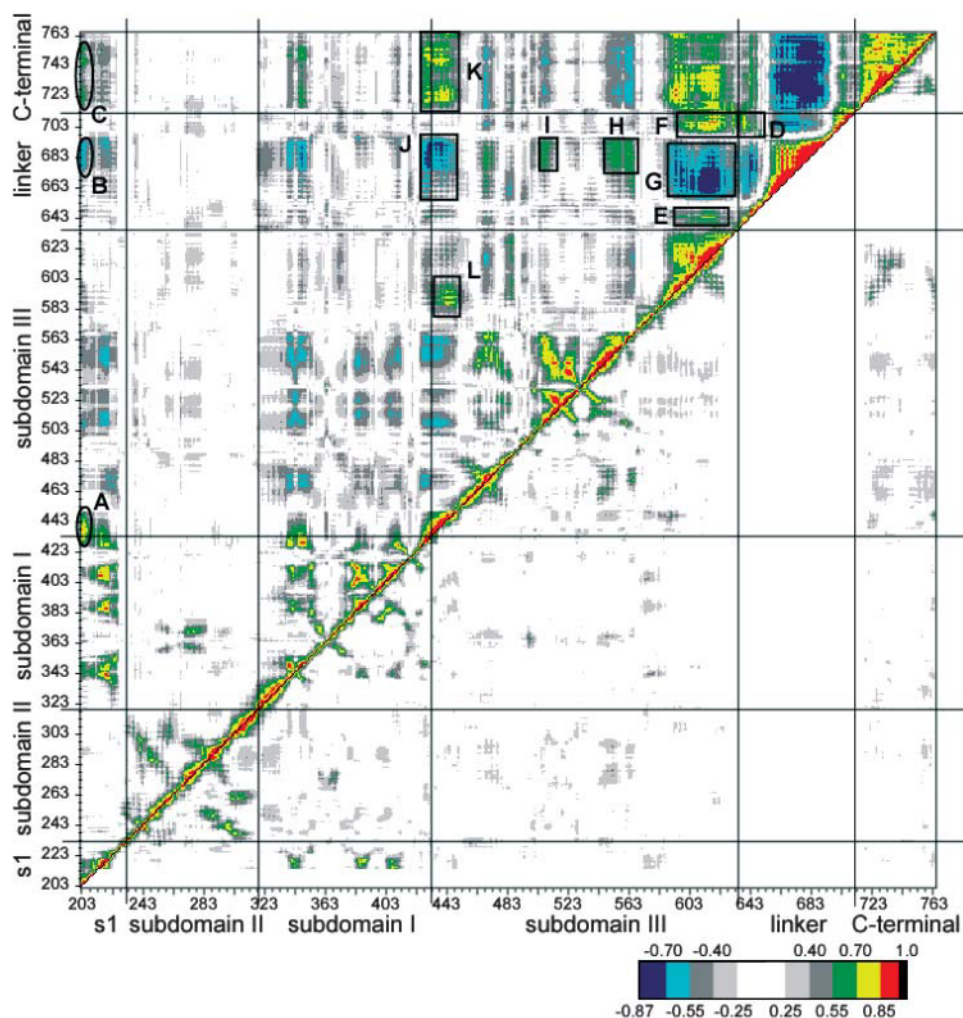 C-terminal
763
743
723
linker
703
683
663
643
subdomain III
623
603
583
563
543
523
503
483
463
443
subdomain I
423
403
383
363
343
323
subdomain II
303
283
263
243
s1
223
203
A
B
C
D
E
F
G
H
I
J
K
L
203 243 283 323 363 403 443 483 523 563 603 643 683 723 763
s1 subdomain II subdomain I subdomain III linker C-terminal
-0.70 -0.40 0.40 0.70 1.0
-0.87 -0.55 -0.25 0.25 0.55 0.85